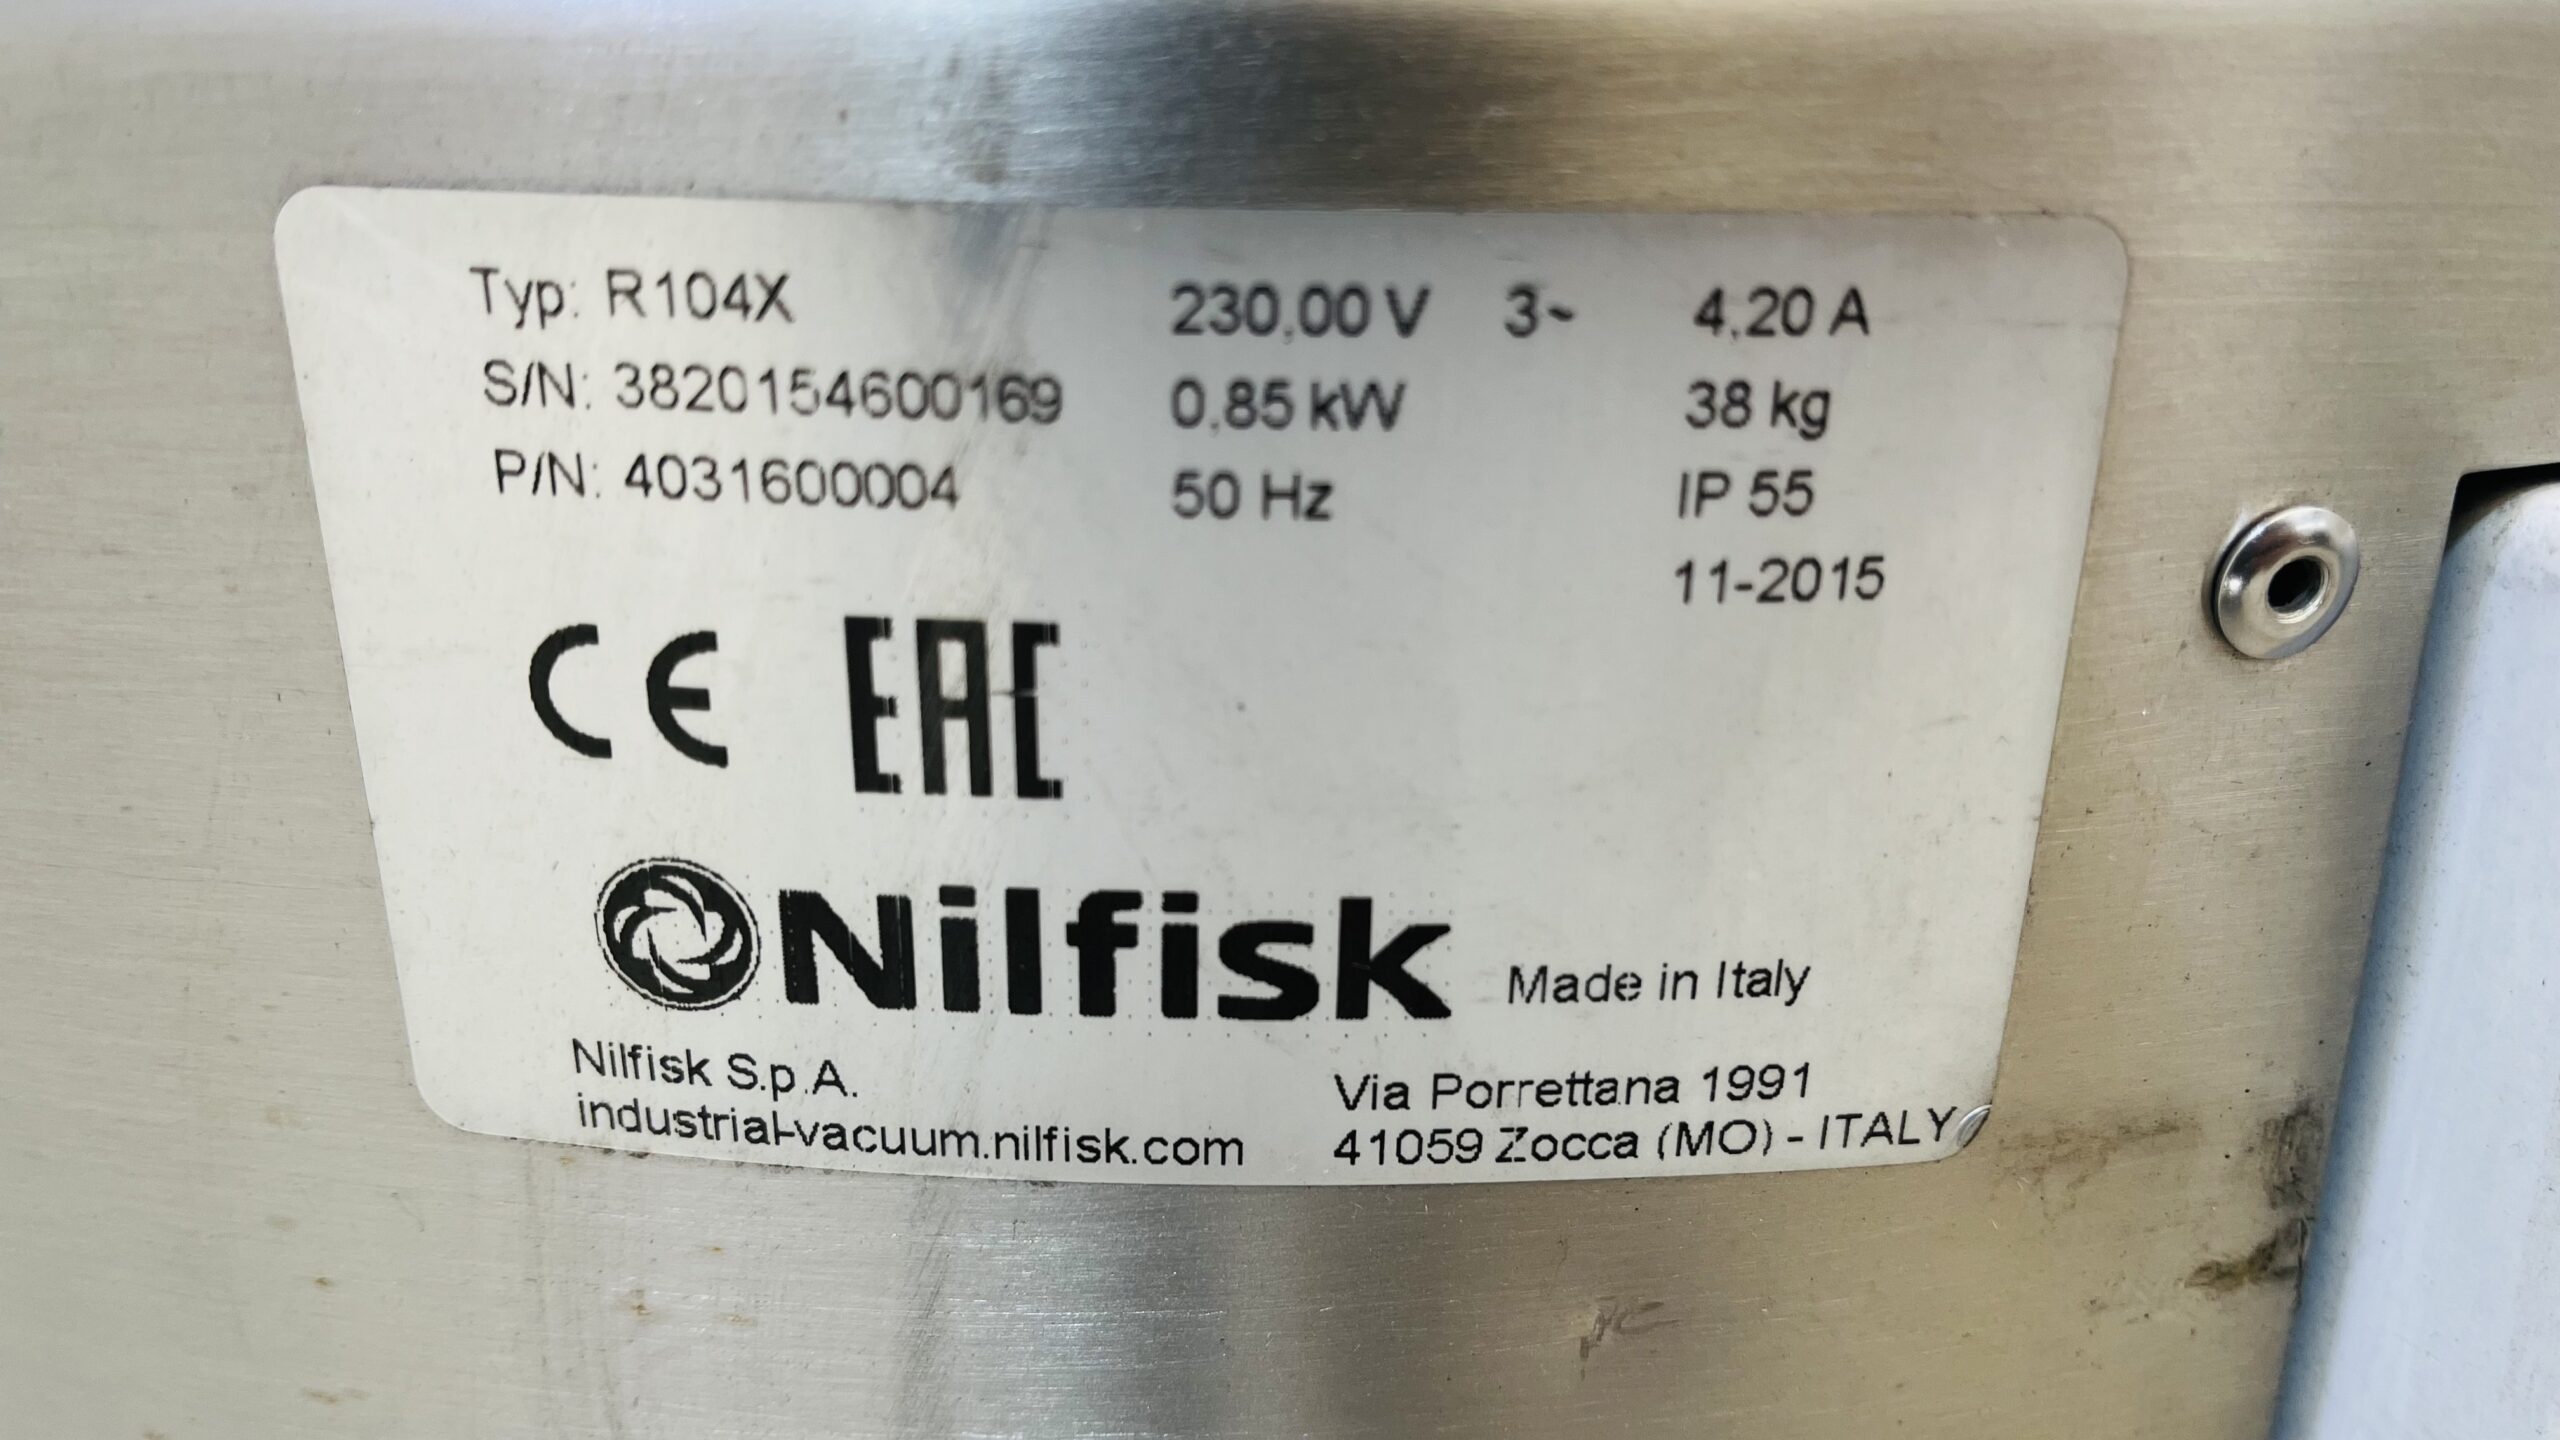 Typ: R104X 230,00 V 3~ 4,20 A
S/N: 3820154600169 0,85 kW 38 kg
P/N: 4031600004 50 Hz IP 55
11-2015
CE EAC
Nilfisk Made in Italy
Nilfisk S.p.A. Via Porrettana 1991
industrial-vacuum.nilfisk.com 41059 Zocca (MO) - ITALY